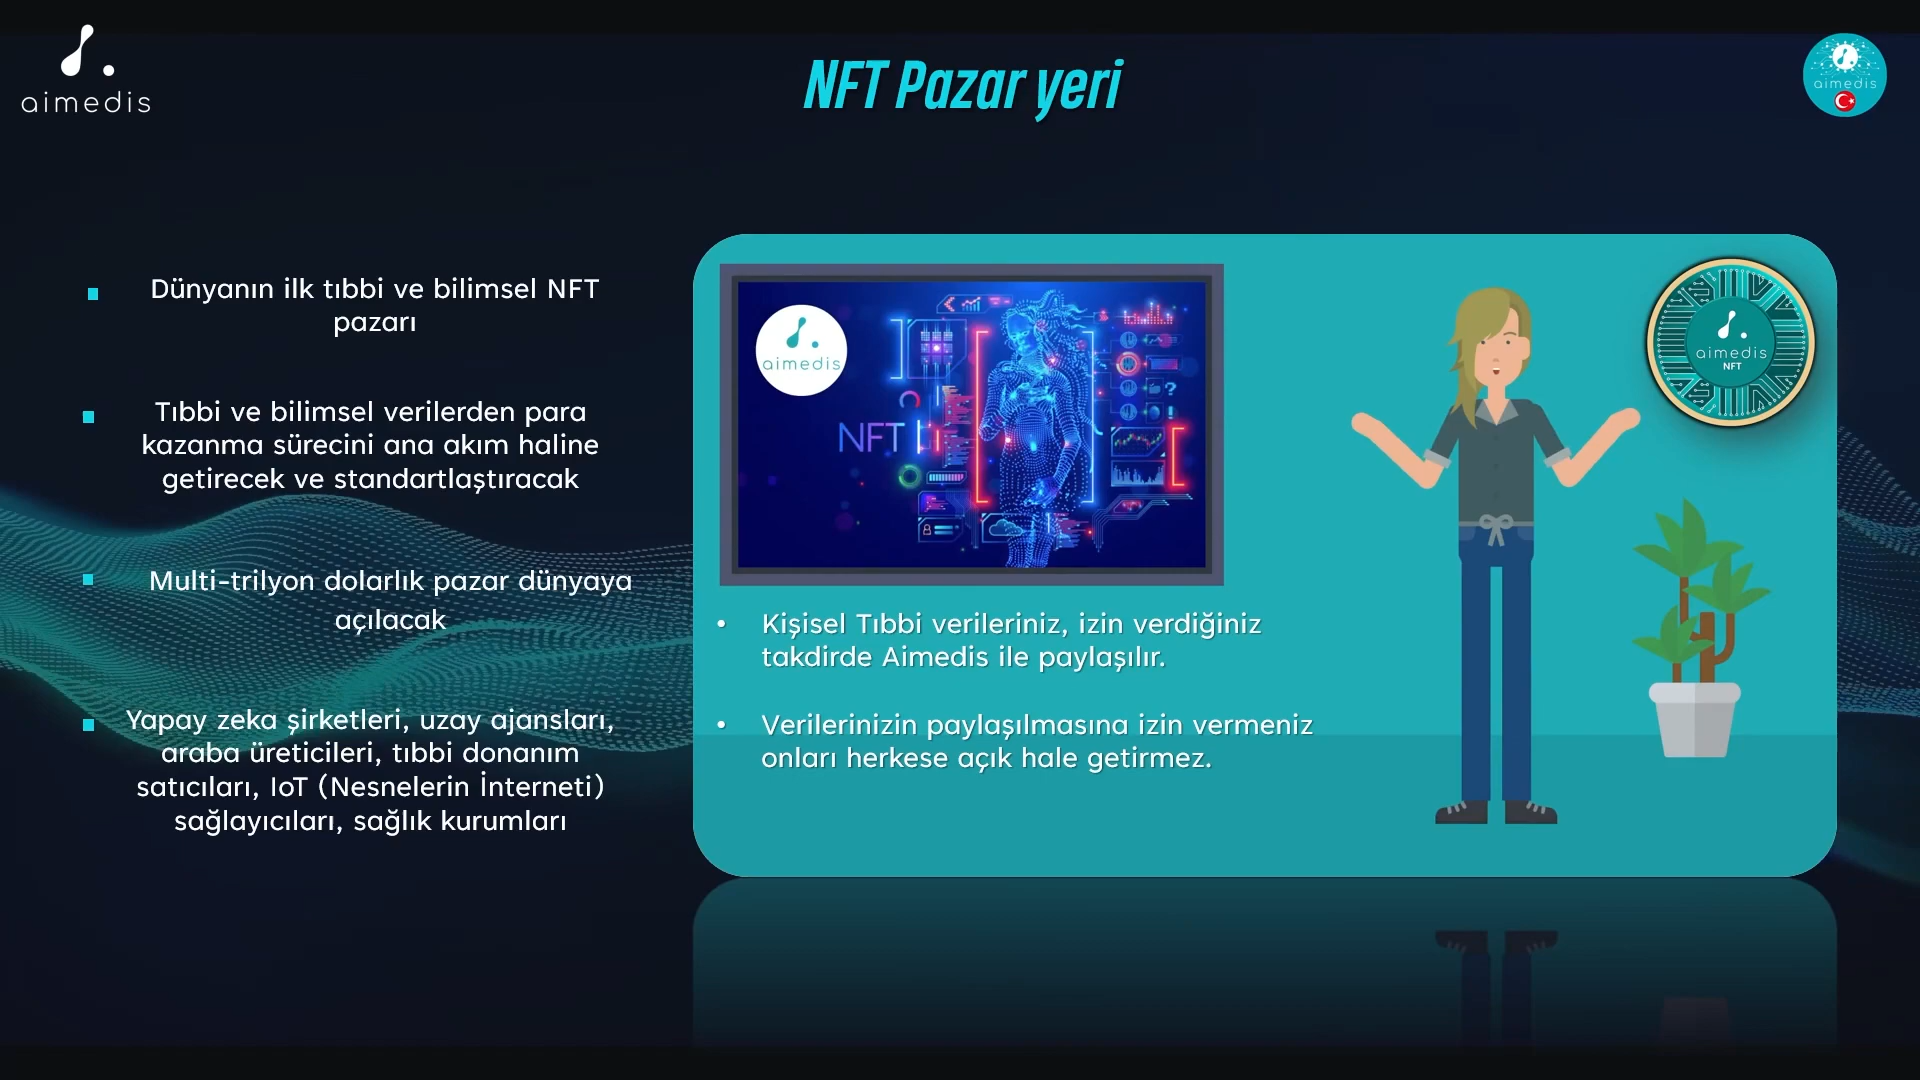 aimedis
NFT Pazar yeri
aimedis
Dünyanın ilk tıbbi ve bilimsel NFT
pazarı
Tıbbi ve bilimsel verilerden para
kazanma sürecini ana akım haline
getirecek ve standartlaştıracak
Multi-trilyon dolarlık pazar dünyaya
açılacak
Yapay zeka şirketleri, uzay ajansları,
araba üreticileri, tıbbi donanım
satıcıları, IoT (Nesnelerin İnterneti)
sağlayıcıları, sağlık kurumları
aimedis
NFT
aimedis
NFT
• Kişisel Tıbbi verileriniz, izin verdiğiniz
takdirde Aimedis ile paylaşılır.
• Verilerinizin paylaşılmasına izin vermeniz
onları herkese açık hale getirmez.